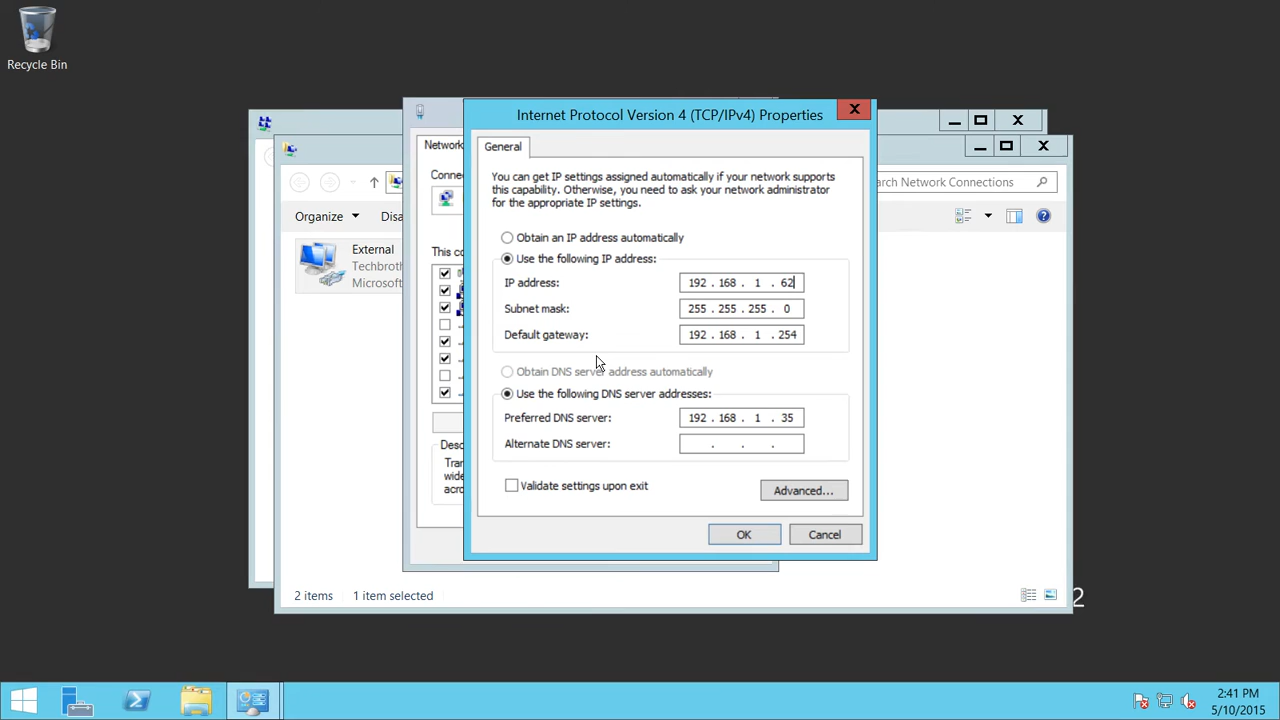 Recycle Bin
Internet Protocol Version 4 (TCP/IPv4) Properties
General
You can get IP settings assigned automatically if your network supports
this capability. Otherwise, you need to ask your network administrator
for the appropriate IP settings.
Obtain an IP address automatically
Use the following IP address:
IP address: 192 . 168 . 1 . 62
Subnet mask: 255 . 255 . 255 . 0
Default gateway: 192 . 168 . 1 . 254
Obtain DNS server address automatically
Use the following DNS server addresses:
Preferred DNS server: 192 . 168 . 1 . 35
Alternate DNS server: . . .
Validate settings upon exit
Advanced...
OK
Cancel
Network
Conne
This co
Desc
Tran
wide
acro
arch Network Connections
Organize
Disa
External
Techbroth
Microsoft
2 items
1 item selected
2
2:41 PM
5/10/2015